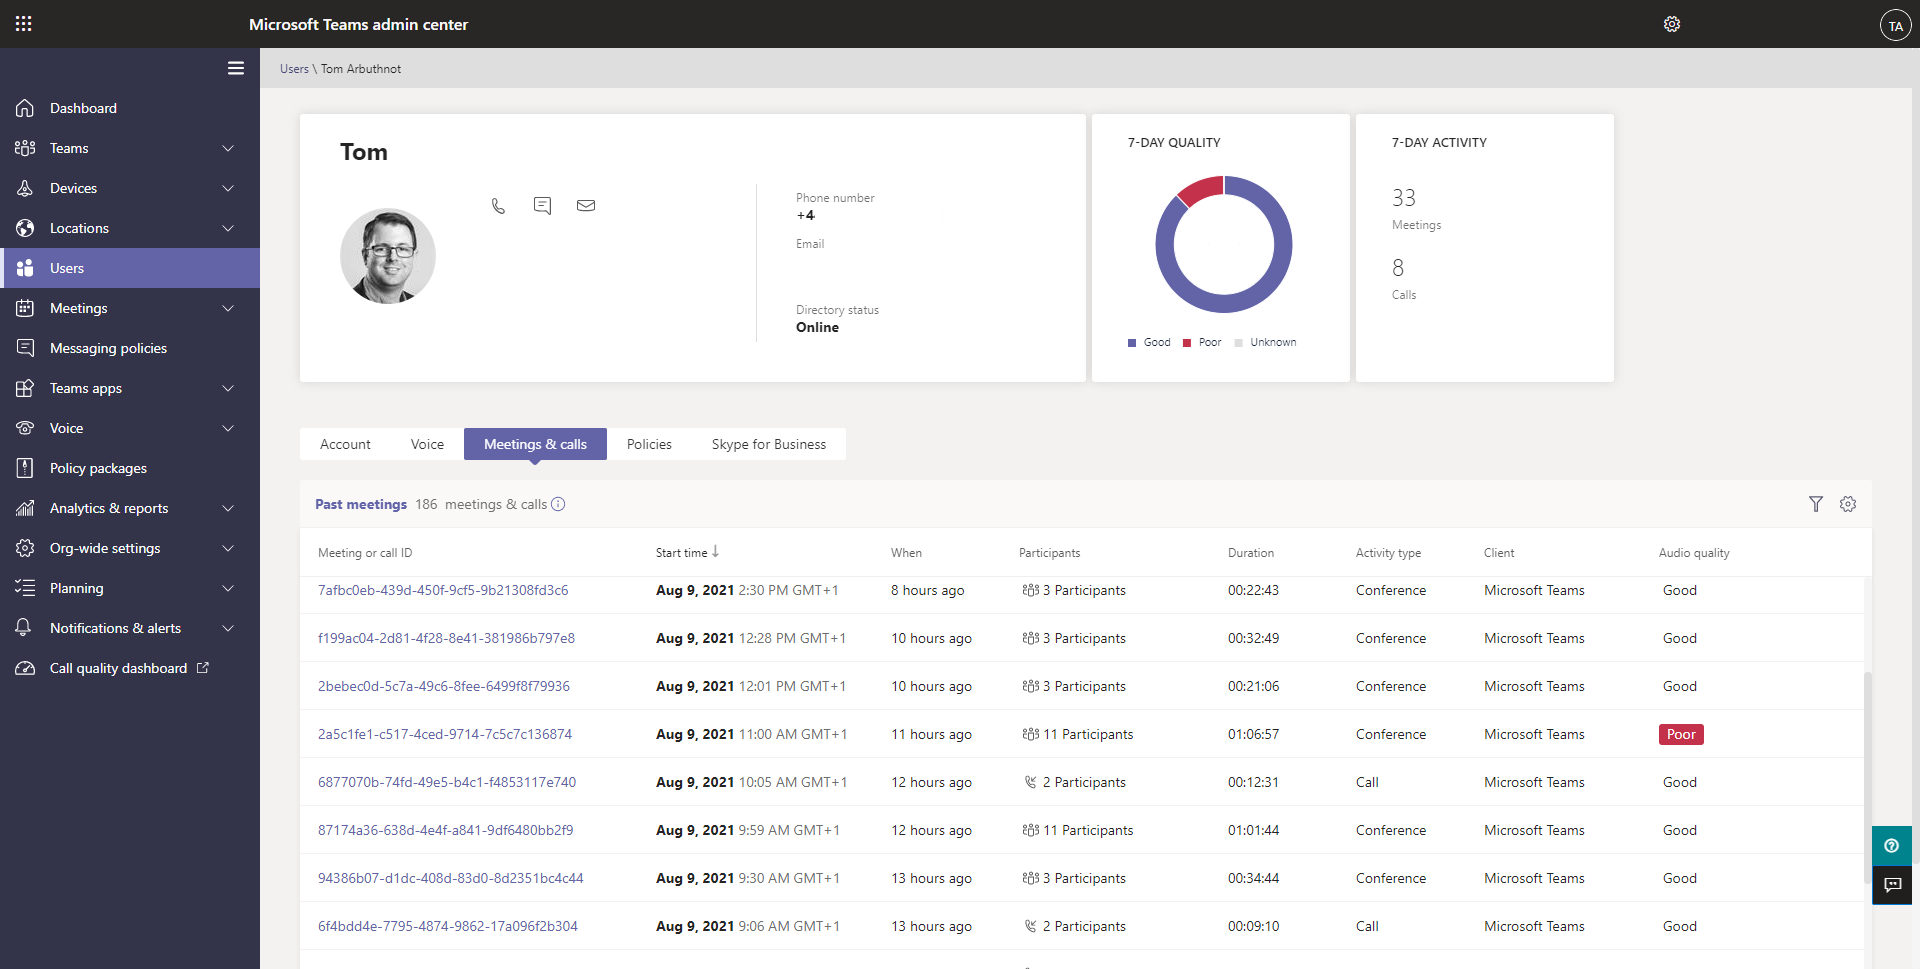 Microsoft Teams admin center
TA
Users \ Tom Arbuthnot
Dashboard
Teams
Devices
Locations
Users
Meetings
Messaging policies
Teams apps
Voice
Policy packages
Analytics & reports
Org-wide settings
Planning
Notifications & alerts
Call quality dashboard
Tom
Phone number
+4
Email
Directory status
Online
7-DAY QUALITY
Good Poor Unknown
7-DAY ACTIVITY
33
Meetings
8
Calls
Account Voice Meetings & calls Policies Skype for Business
Past meetings 186 meetings & calls
Meeting or call ID Start time ↓ When Participants Duration Activity type Client Audio quality
7afbc0eb-439d-450f-9cf5-9b21308fd3c6 Aug 9, 2021 2:30 PM GMT+1 8 hours ago 3 Participants 00:22:43 Conference Microsoft Teams Good
f199ac04-2d81-4f28-8e41-381986b797e8 Aug 9, 2021 12:28 PM GMT+1 10 hours ago 3 Participants 00:32:49 Conference Microsoft Teams Good
2bebec0d-5c7a-49c6-8fee-6499f8f79936 Aug 9, 2021 12:01 PM GMT+1 10 hours ago 3 Participants 00:21:06 Conference Microsoft Teams Good
2a5c1fe1-c517-4ced-9714-7c5c7c136874 Aug 9, 2021 11:00 AM GMT+1 11 hours ago 11 Participants 01:06:57 Conference Microsoft Teams Poor
6877070b-74fd-49e5-b4c1-f4853117e740 Aug 9, 2021 10:05 AM GMT+1 12 hours ago 2 Participants 00:12:31 Call Microsoft Teams Good
87174a36-638d-4e4f-a841-9df6480bb2f9 Aug 9, 2021 9:59 AM GMT+1 12 hours ago 11 Participants 01:01:44 Conference Microsoft Teams Good
94386b07-d1dc-408d-83d0-8d2351bc4c44 Aug 9, 2021 9:30 AM GMT+1 13 hours ago 3 Participants 00:34:44 Conference Microsoft Teams Good
6f4bdd4e-7795-4874-9862-17a096f2b304 Aug 9, 2021 9:06 AM GMT+1 13 hours ago 2 Participants 00:09:10 Call Microsoft Teams Good